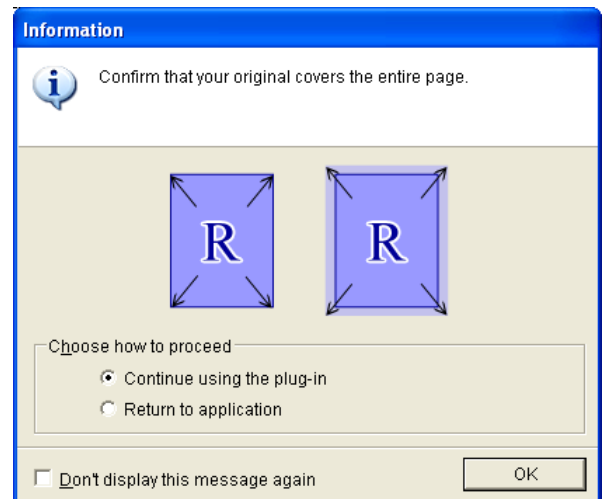 Information
Confirm that your original covers the entire page.
R R
Choose how to proceed
Continue using the plug-in
Return to application
Don't display this message again
OK